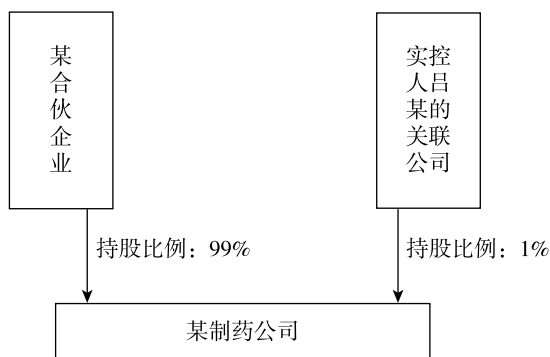 某
合
伙
企
业
实控
人吕
某的
关联
公司
持股比例：99%
持股比例：1%
某制药公司